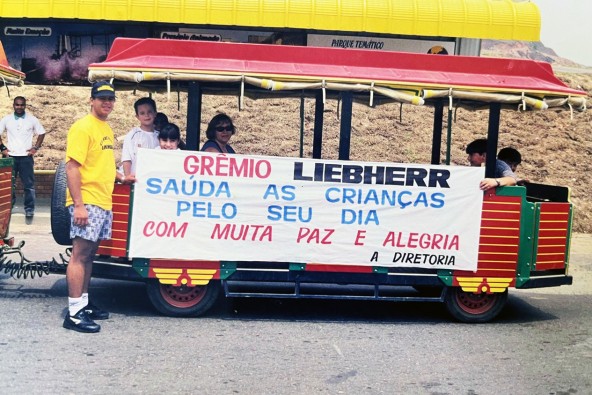 PARQUE TEMÁTICO
GRÊMIO LIEBHERR
SAÚDA AS CRIANÇAS
PELO SEU DIA
COM MUITA PAZ E ALEGRIA
A DIRETORIA